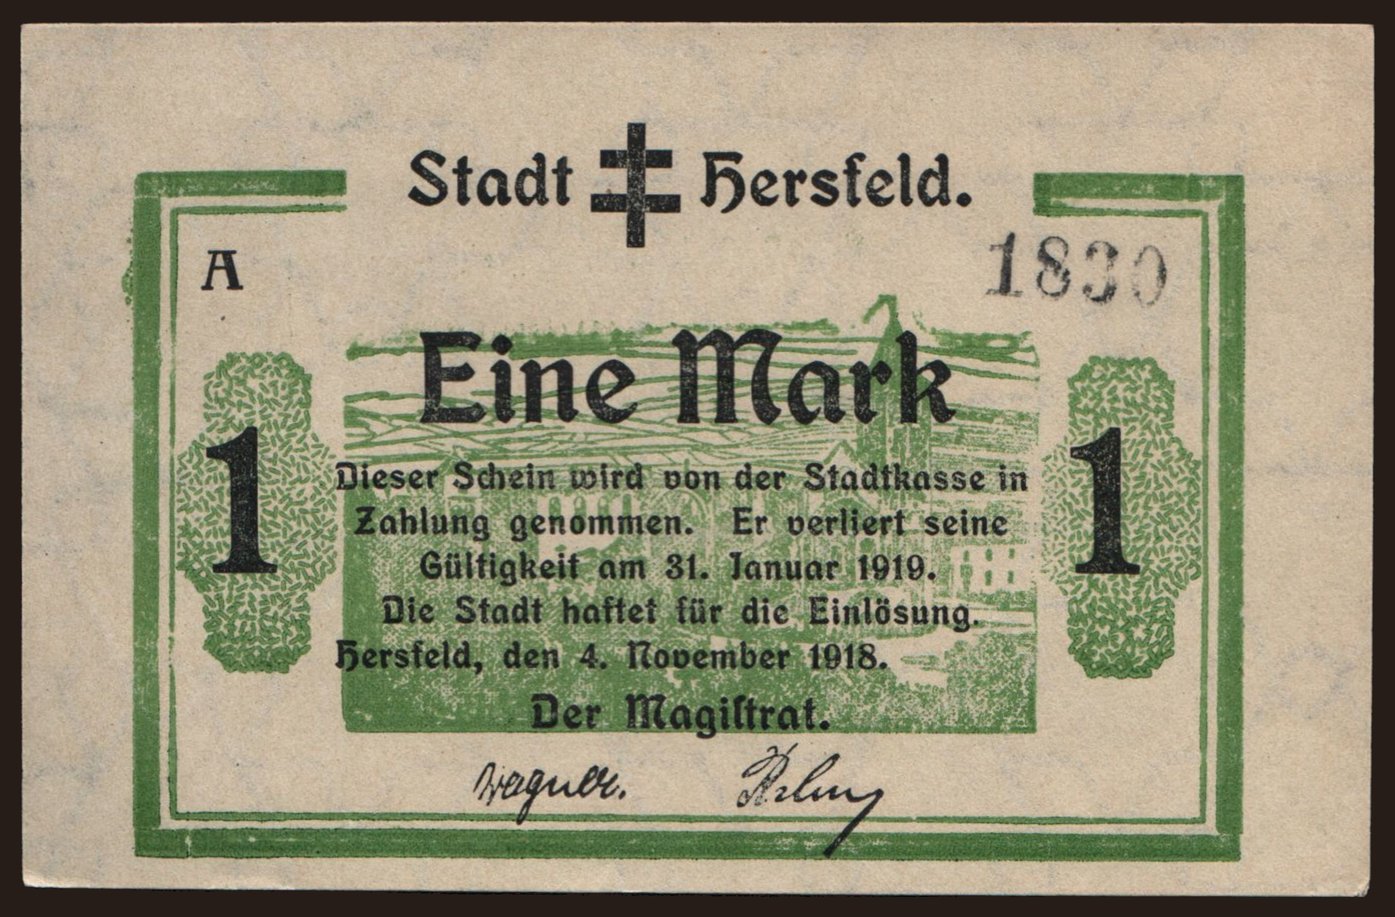 Stadt Hersfeld.
A
1830
Eine Mark
1
1
Dieser Schein wird von der Stadtkasse in
Zahlung genommen. Er verliert seine
Gültigkeit am 31. Januar 1919.
Die Stadt haftet für die Einlösung.
Hersfeld, den 4. November 1918.
Der Magiſtrat.
Wagner.